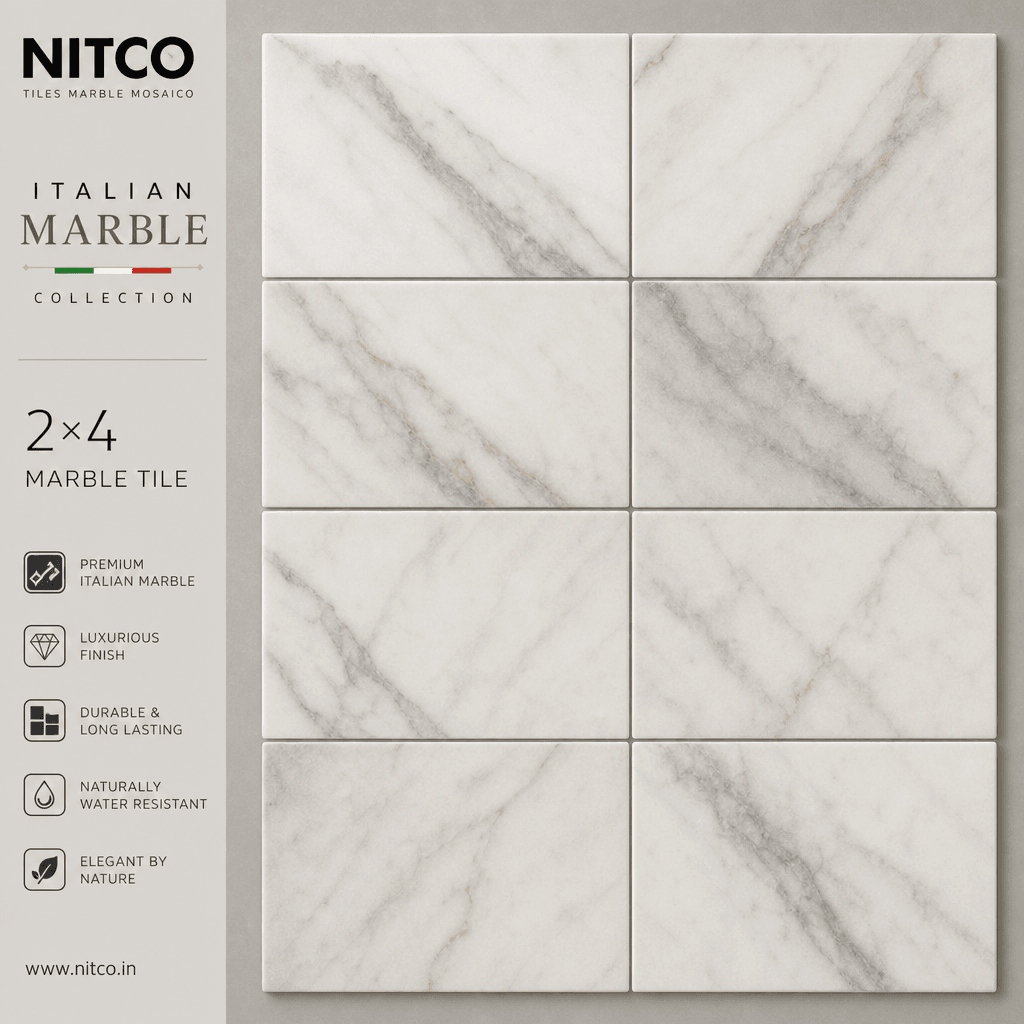 NITCO
TILES MARBLE MOSAICO
ITALIAN
MARBLE
COLLECTION
2×4
MARBLE TILE
PREMIUM
ITALIAN MARBLE
LUXURIOUS
FINISH
DURABLE &
LONG LASTING
NATURALLY
WATER RESISTANT
ELEGANT BY
NATURE
www.nitco.in